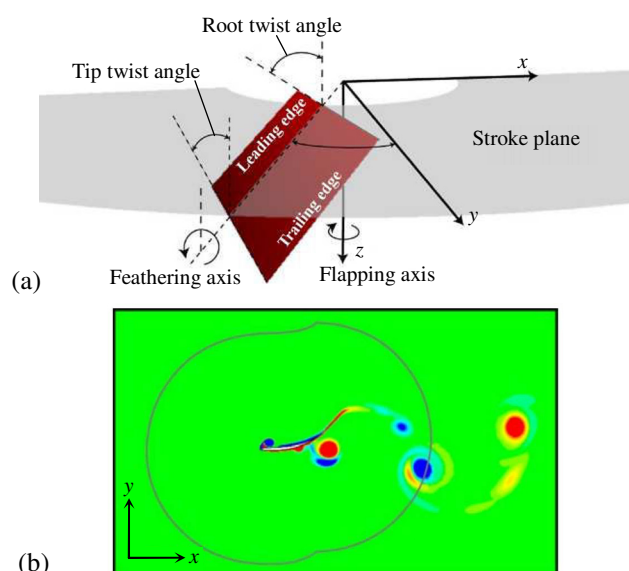 Root twist angle
Tip twist angle
x
Leading edge
Stroke plane
Trailing edge
y
z
Feathering axis
Flapping axis
(a)
y
x
(b)